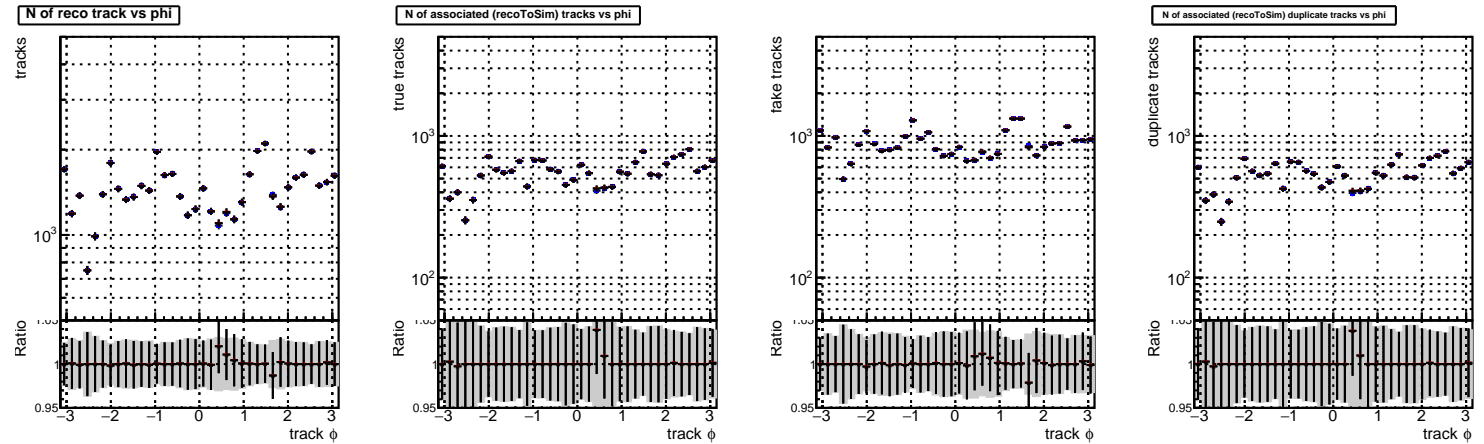 N of reco track vs phi
tracks
10³
Ratio
1.05
1
0.95
−3 −2 −1 0 1 2 3
track ϕ
N of associated (recoToSim) tracks vs phi
true tracks
10³
10²
Ratio
1.05
1
0.95
−3 −2 −1 0 1 2 3
track ϕ
fake tracks
10³
10²
Ratio
1.05
1
0.95
−3 −2 −1 0 1 2 3
track ϕ
N of associated (recoToSim) duplicate tracks vs phi
duplicate tracks
10³
10²
Ratio
1.05
1
0.95
−3 −2 −1 0 1 2 3
track ϕ